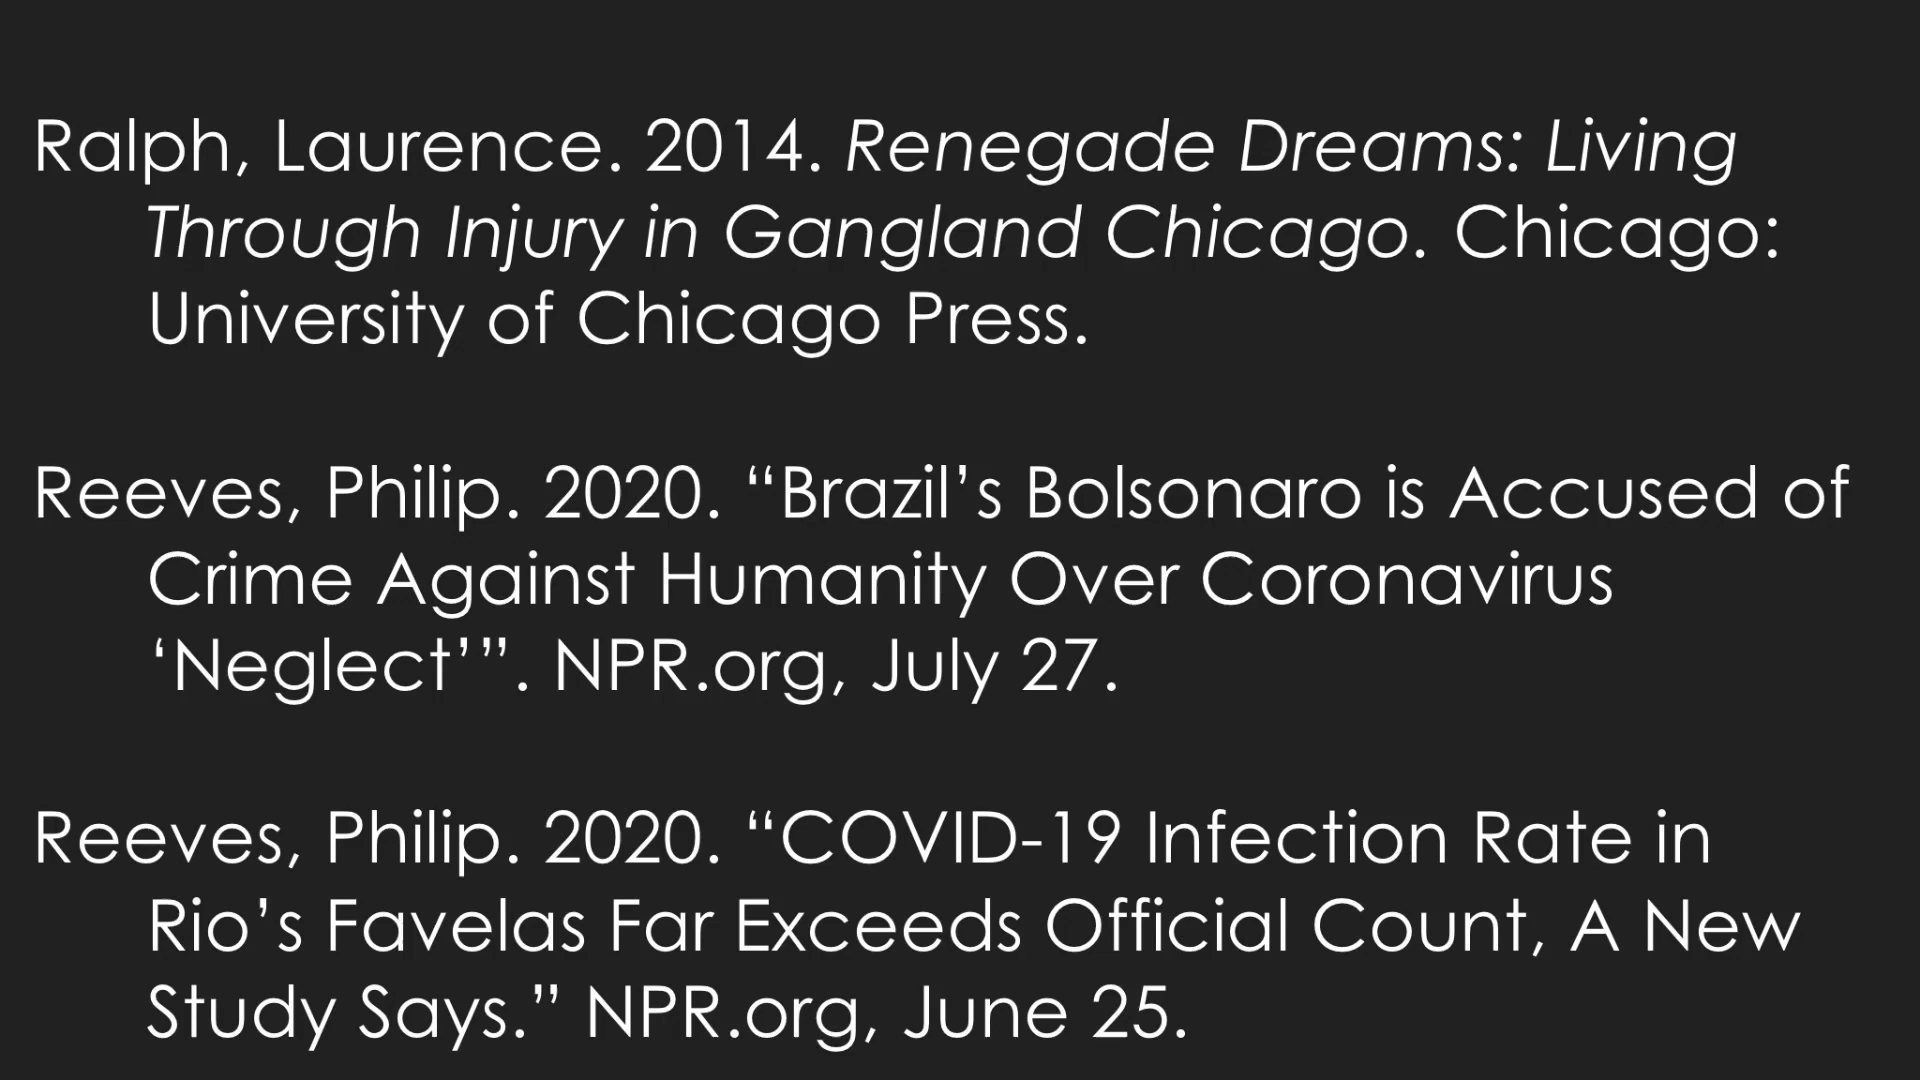 Ralph, Laurence. 2014. Renegade Dreams: Living
Through Injury in Gangland Chicago. Chicago:
University of Chicago Press.
Reeves, Philip. 2020. “Brazil’s Bolsonaro is Accused of
Crime Against Humanity Over Coronavirus
‘Neglect’”. NPR.org, July 27.
Reeves, Philip. 2020. “COVID-19 Infection Rate in
Rio’s Favelas Far Exceeds Official Count, A New
Study Says.” NPR.org, June 25.